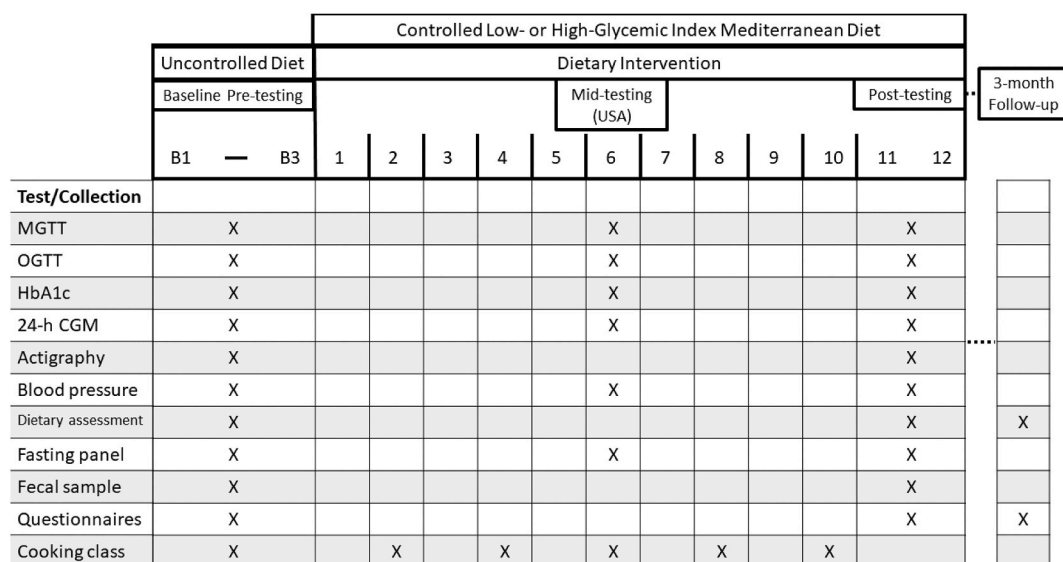 Controlled Low- or High-Glycemic Index Mediterranean Diet
Uncontrolled Diet Dietary Intervention
Baseline Pre-testing Mid-testing Post-testing 3-month
(USA) Follow-up
B1 — B3 1 2 3 4 5 6 7 8 9 10 11 12
Test/Collection
MGTT X X X
OGTT X X X
HbA1c X X X
24-h CGM X X X
Actigraphy X X
Blood pressure X X X
Dietary assessment X X X
Fasting panel X X X
Fecal sample X X
Questionnaires X X X
Cooking class X X X X X X